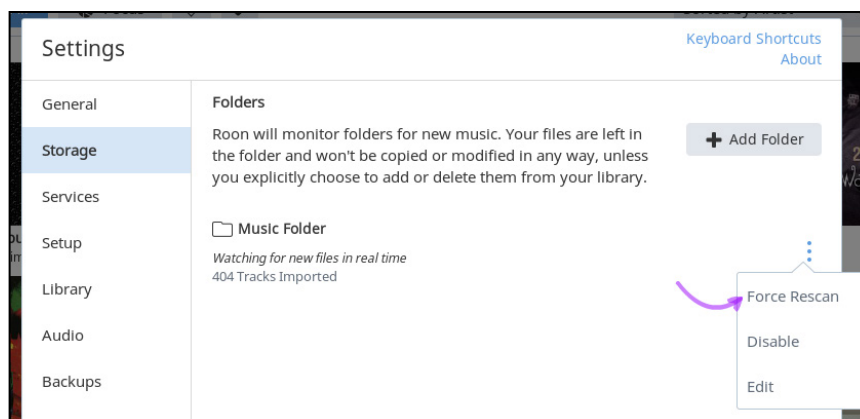 Settings
Keyboard Shortcuts
About
General
Storage
Services
Setup
Library
Audio
Backups
Folders
Roon will monitor folders for new music. Your files are left in
the folder and won't be copied or modified in any way, unless
you explicitly choose to add or delete them from your library.
Add Folder
Music Folder
Watching for new files in real time
404 Tracks Imported
Force Rescan
Disable
Edit